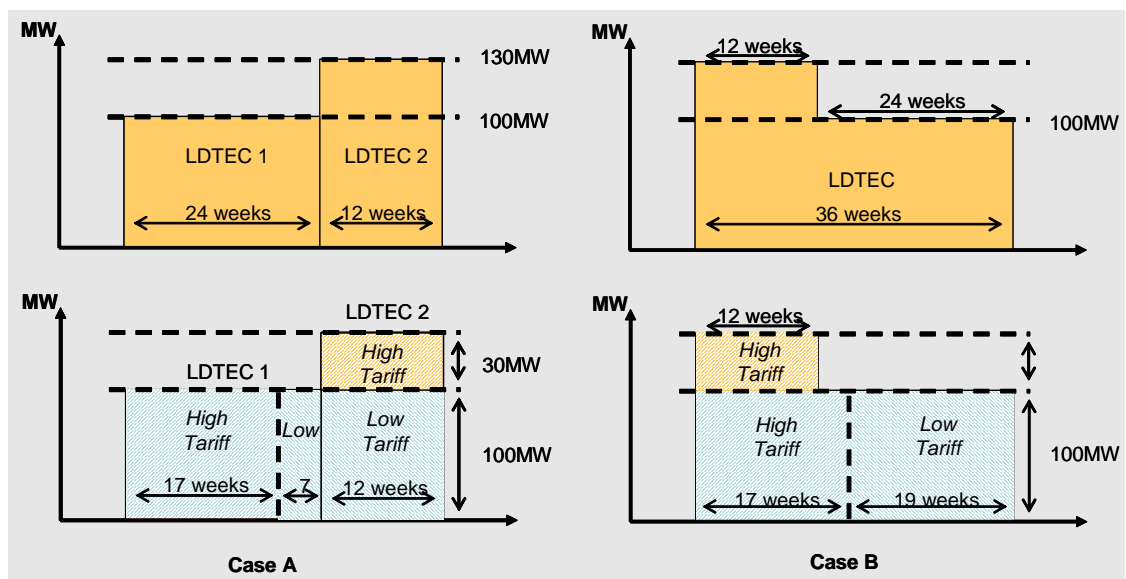 MW
130MW
100MW
LDTEC 1
LDTEC 2
24 weeks
12 weeks
MW
12 weeks
24 weeks
100MW
LDTEC
36 weeks
MW
LDTEC 2
High
Tariff
30MW
LDTEC 1
High
Tariff
Low
Low
Tariff
100MW
17 weeks
7
12 weeks
Case A
MW
12 weeks
High
Tariff
High
Tariff
Low
Tariff
100MW
17 weeks
19 weeks
Case B